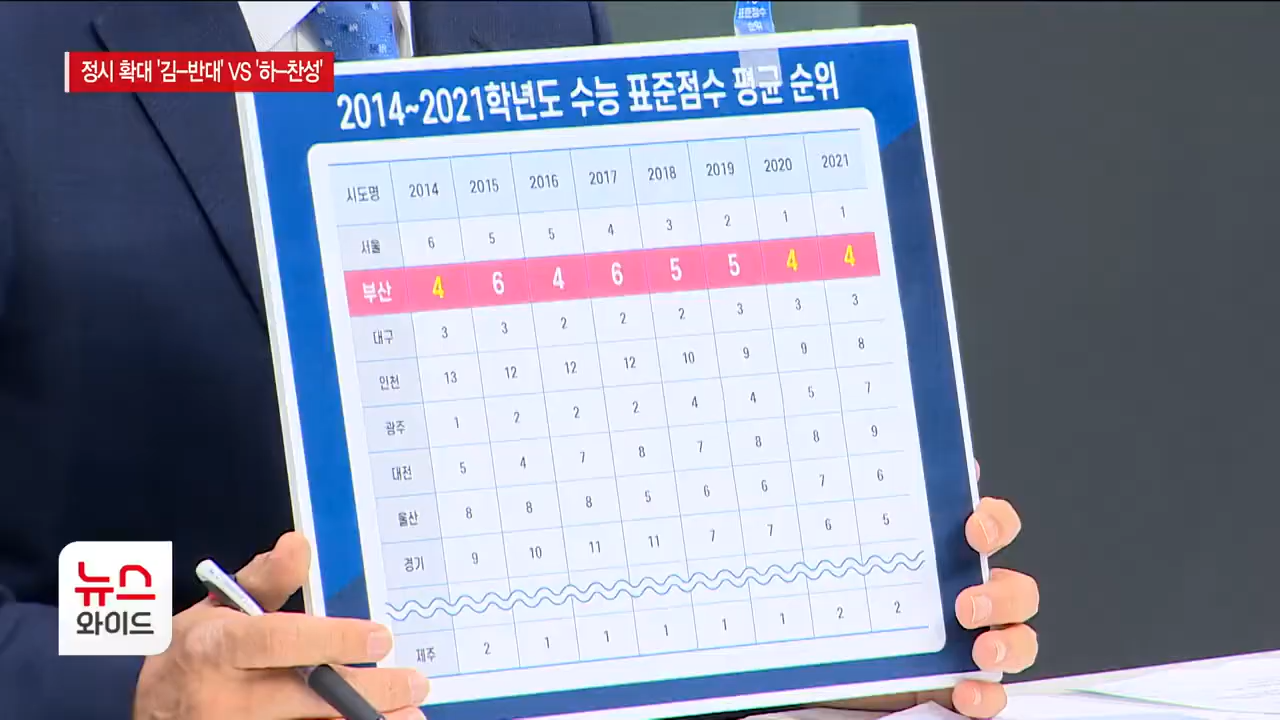 정시 확대 '김-반대' VS '하-찬성'
표준점수
순위
2014~2021학년도 수능 표준점수 평균 순위
시도명 2014 2015 2016 2017 2018 2019 2020 2021
서울 6 5 5 4 3 2 1 1
부산 4 6 4 6 5 5 4 4
대구 3 3 2 2 2 3 3 3
인천 13 12 12 12 10 9 9 8
광주 1 2 2 2 4 4 5 7
대전 5 4 7 8 7 8 8 9
울산 8 8 8 5 6 6 7 6
경기 9 10 11 11 7 7 6 5
제주 2 1 1 1 1 1 2 2
뉴스
와이드